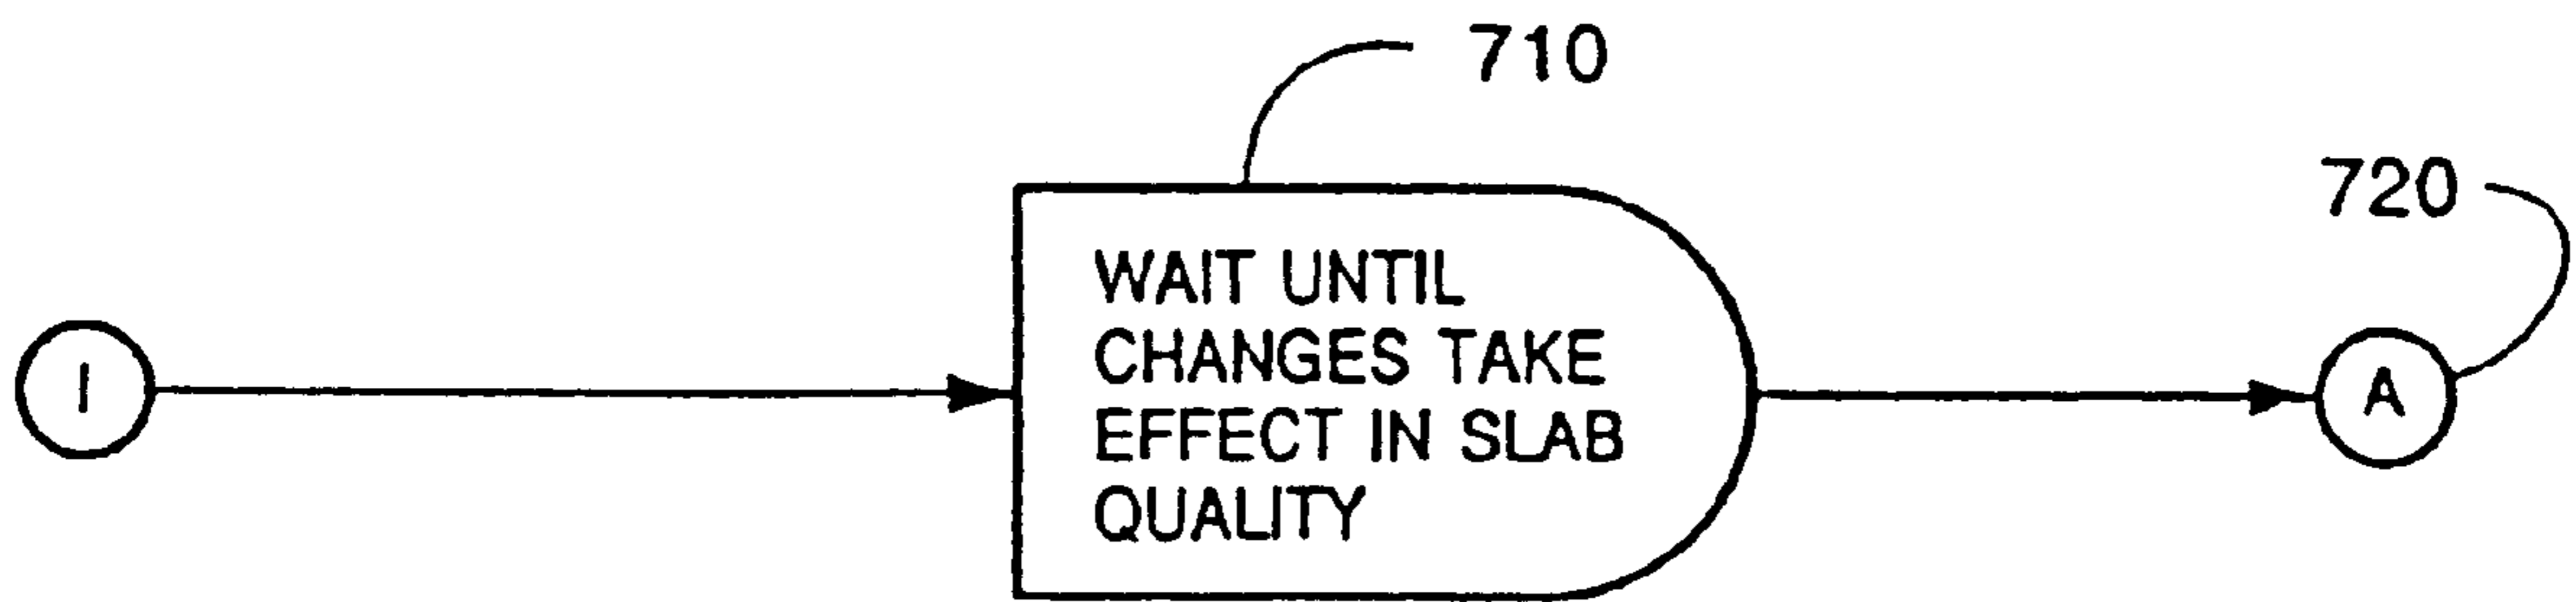 710
720
WAIT UNTIL
CHANGES TAKE
EFFECT IN SLAB
QUALITY
I
A